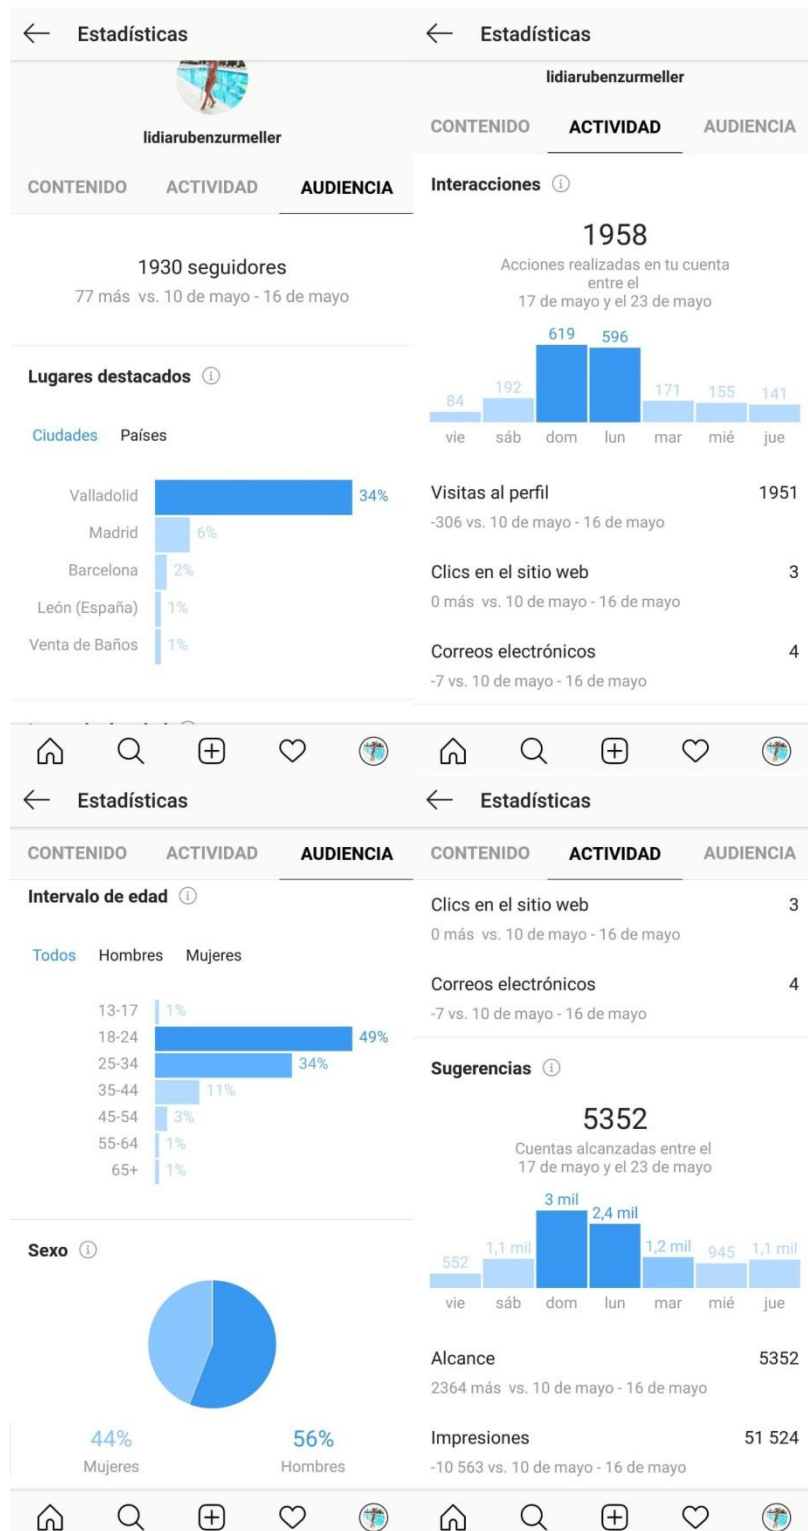 Estadísticas
lidiarubenzurmeller
CONTENIDO ACTIVIDAD AUDIENCIA
1930 seguidores
77 más vs. 10 de mayo - 16 de mayo
Lugares destacados
Ciudades Países
Valladolid 34%
Madrid 6%
Barcelona 2%
León (España) 1%
Venta de Baños 1%
Estadísticas
lidiarubenzurmeller
CONTENIDO ACTIVIDAD AUDIENCIA
Interacciones
1958
Acciones realizadas en tu cuenta
entre el
17 de mayo y el 23 de mayo
84 192 619 596 171 155 141
vie sáb dom lun mar mié jue
Visitas al perfil 1951
-306 vs. 10 de mayo - 16 de mayo
Clics en el sitio web 3
0 más vs. 10 de mayo - 16 de mayo
Correos electrónicos 4
-7 vs. 10 de mayo - 16 de mayo
Estadísticas
CONTENIDO ACTIVIDAD AUDIENCIA
Intervalo de edad
Todos Hombres Mujeres
13-17 1%
18-24 49%
25-34 34%
35-44 11%
45-54 3%
55-64 1%
65+ 1%
Sexo
44% 56%
Mujeres Hombres
Estadísticas
CONTENIDO ACTIVIDAD AUDIENCIA
Clics en el sitio web 3
0 más vs. 10 de mayo - 16 de mayo
Correos electrónicos 4
-7 vs. 10 de mayo - 16 de mayo
Sugerencias
5352
Cuentas alcanzadas entre el
17 de mayo y el 23 de mayo
552 1,1 mil 3 mil 2,4 mil 1,2 mil 945 1,1 mil
vie sáb dom lun mar mié jue
Alcance 5352
2364 más vs. 10 de mayo - 16 de mayo
Impresiones 51 524
-10 563 vs. 10 de mayo - 16 de mayo